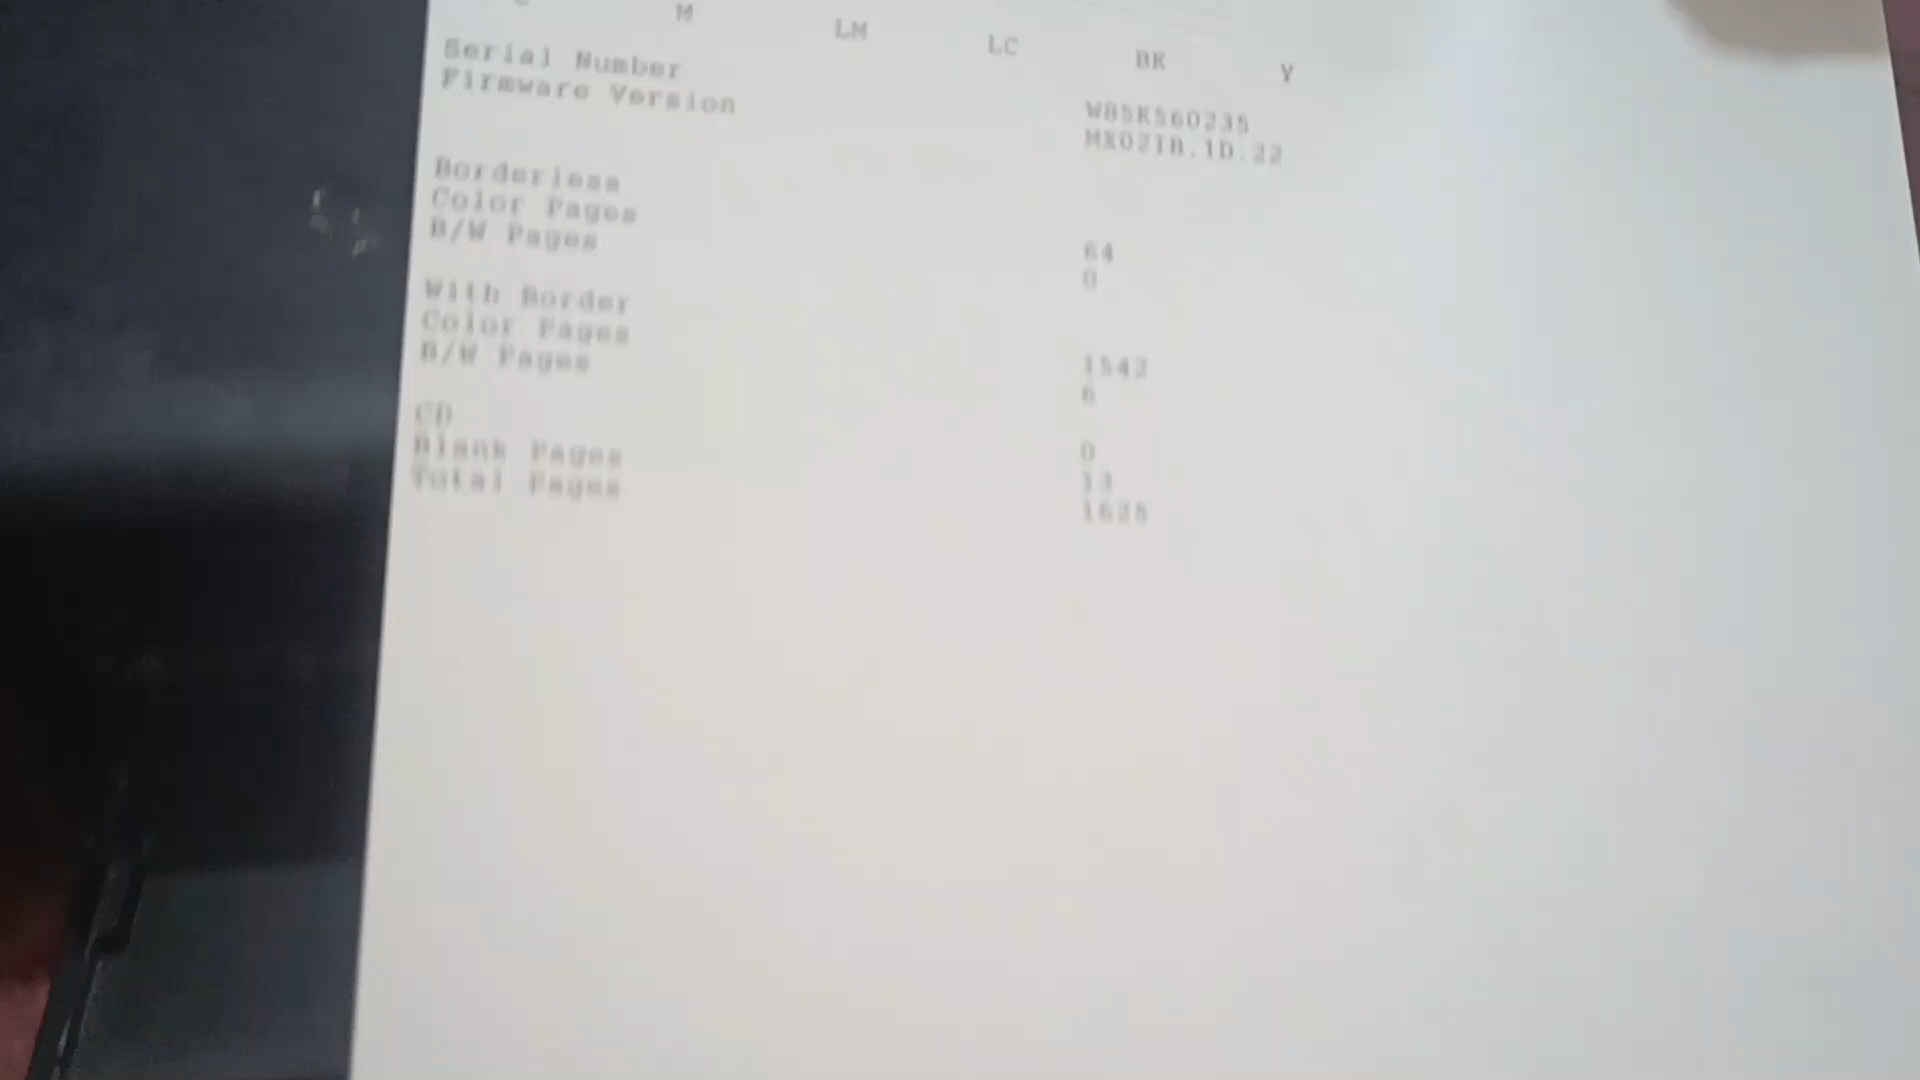 M LM LC BK Y
Serial Number W85K560235
Firmware Version MX02IB.1D.22
Borderless
Color Pages 64
B/W Pages 0
With Border
Color Pages 1542
B/W Pages 6
CD 0
Blank Pages 13
Total Pages 1625